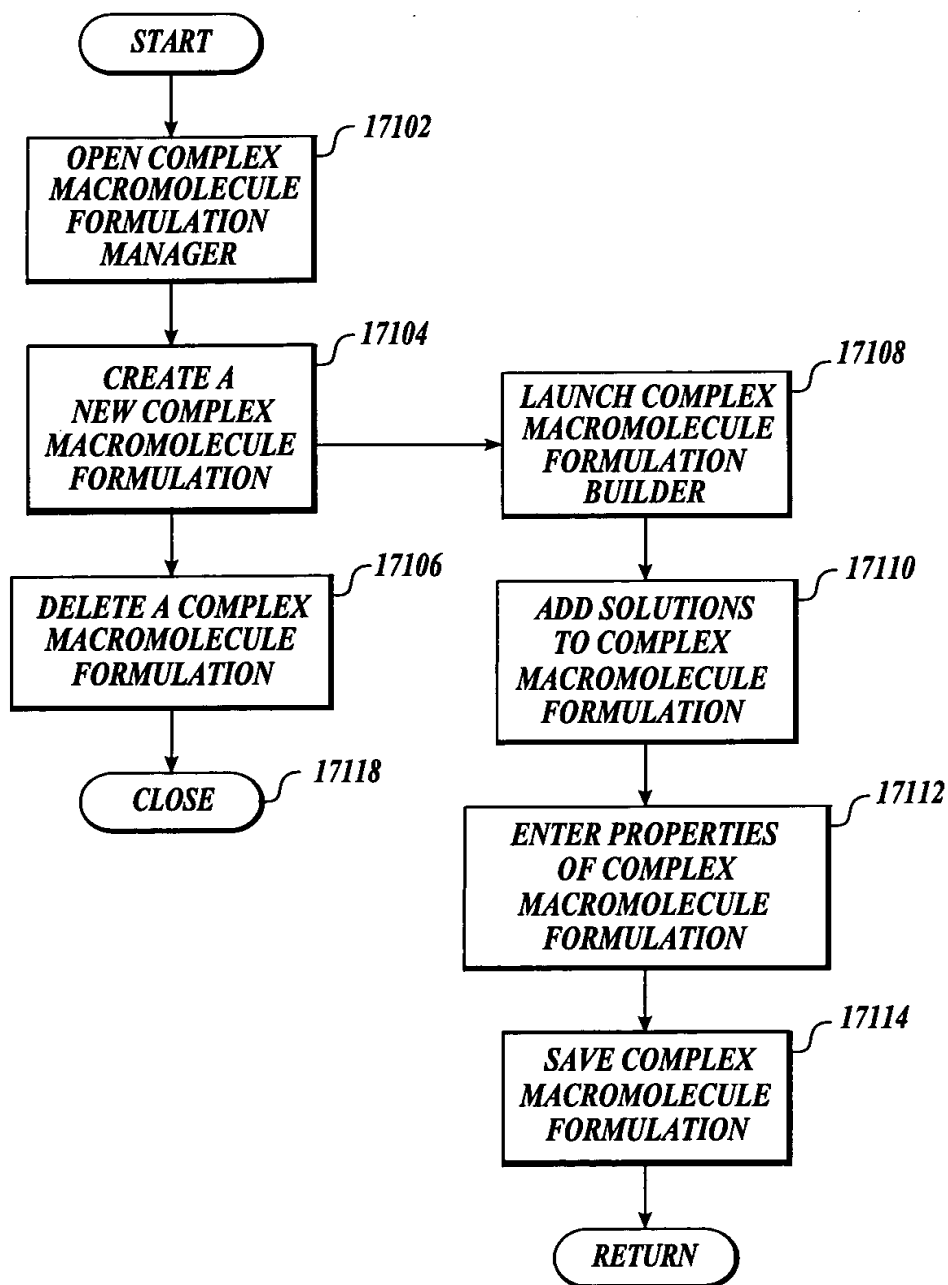 START
17102
OPEN COMPLEX
MACROMOLECULE
FORMULATION
MANAGER
17104
CREATE A
NEW COMPLEX
MACROMOLECULE
FORMULATION
17106
DELETE A COMPLEX
MACROMOLECULE
FORMULATION
17118
CLOSE
17108
LAUNCH COMPLEX
MACROMOLECULE
FORMULATION
BUILDER
17110
ADD SOLUTIONS
TO COMPLEX
MACROMOLECULE
FORMULATION
17112
ENTER PROPERTIES
OF COMPLEX
MACROMOLECULE
FORMULATION
17114
SAVE COMPLEX
MACROMOLECULE
FORMULATION
RETURN